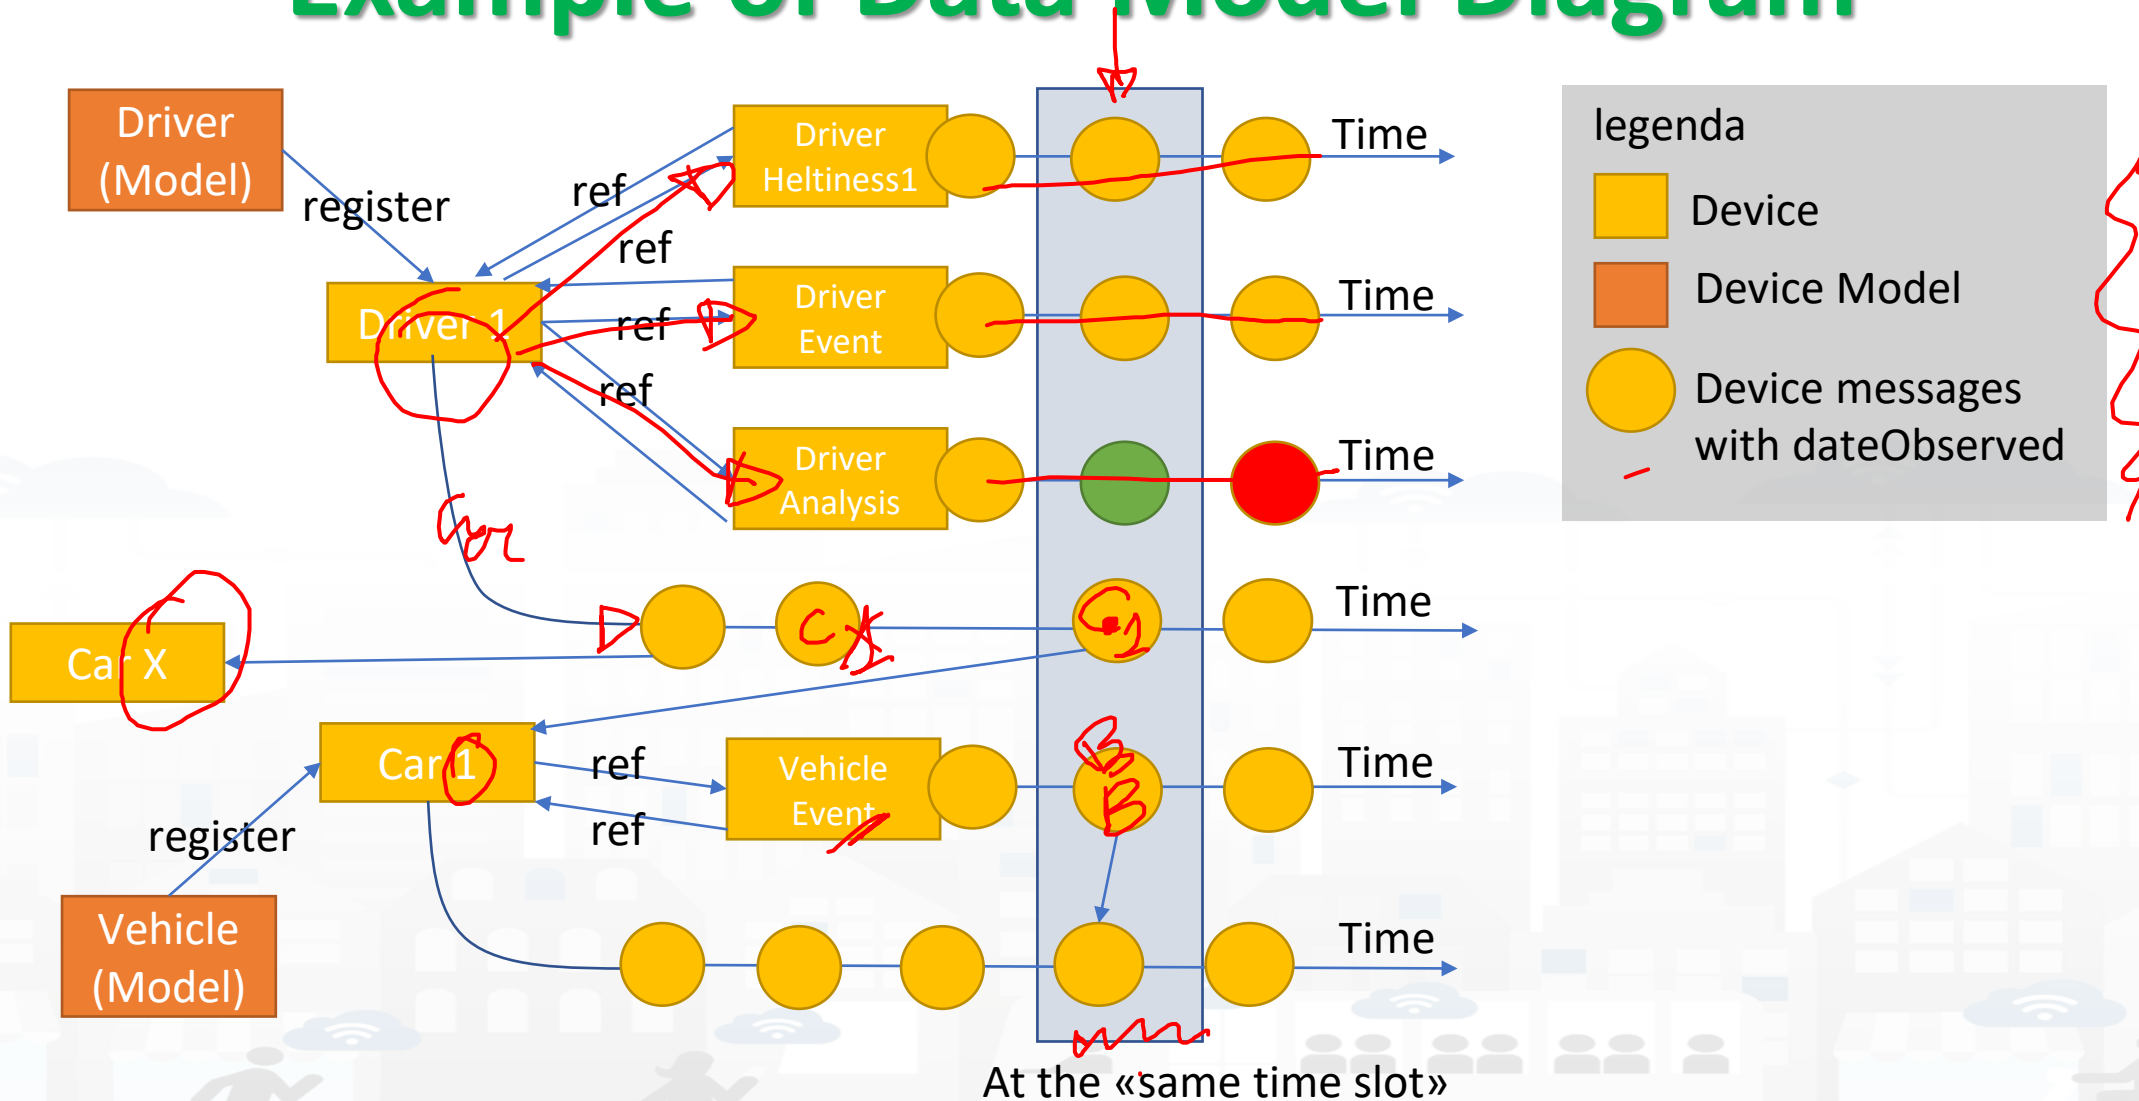 Example of Data Model Diagram
Driver
(Model)
register
ref
ref
ref
ref
Driver 1
Driver
Heltiness1
Time
Driver
Event
Time
Driver
Analysis
Time
legenda
Device
Device Model
Device messages
with dateObserved
Car X
C
1
Time
Car 1
ref
ref
Vehicle
Event
B
B
Time
register
Vehicle
(Model)
Time
At the «same time slot»